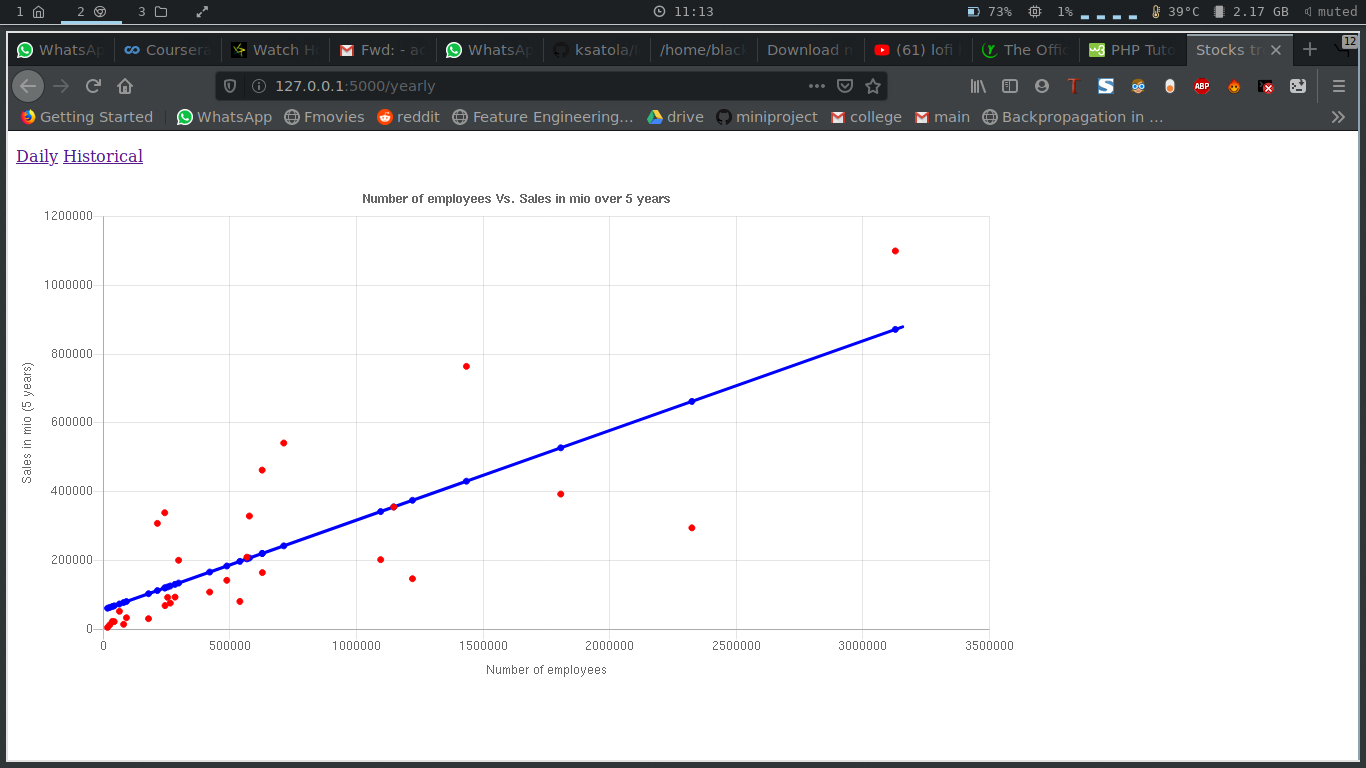 1 2 3 11:13 73% 1% 39°C 2.17 GB muted
WhatsAp Coursera Watch H Fwd: - a WhatsAp ksatola/ /home/black Download (61) lofi The Offi PHP Tuto Stocks tr 12
127.0.0.1:5000/yearly ABP
Getting Started WhatsApp Fmovies reddit Feature Engineering... drive miniproject college main Backpropagation in ...
Daily Historical
Number of employees Vs. Sales in mio over 5 years
1200000
1000000
800000
600000
400000
200000
0
Sales in mio (5 years)
0 500000 1000000 1500000 2000000 2500000 3000000 3500000
Number of employees